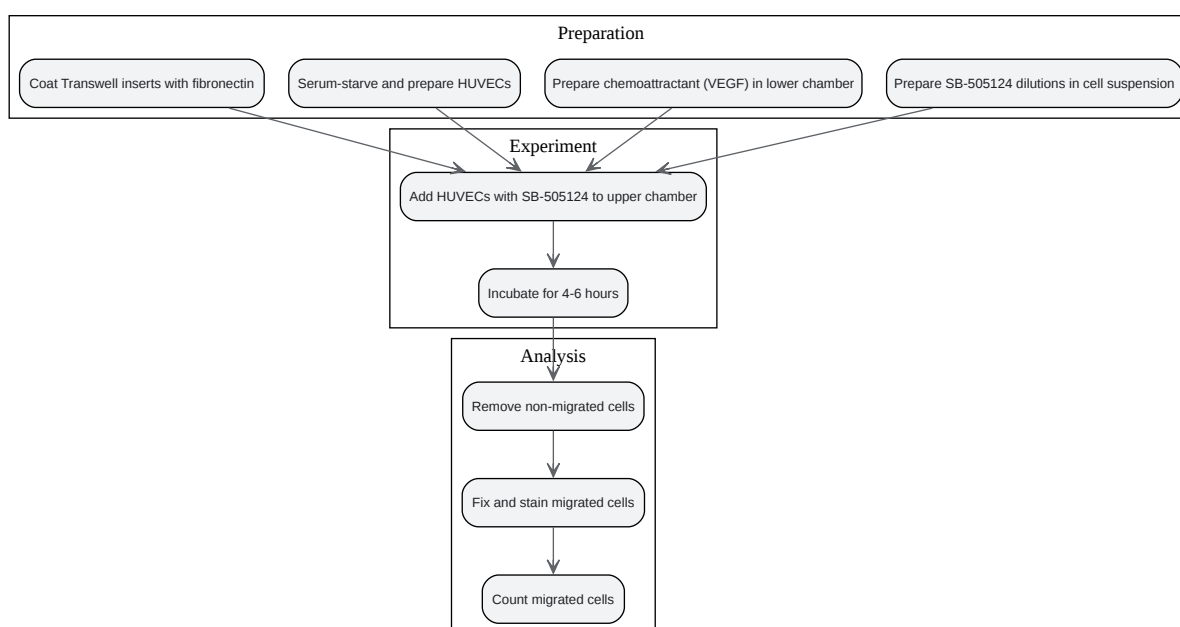 Preparation
Coat Transwell inserts with fibronectin
Serum-starve and prepare HUVECs
Prepare chemoattractant (VEGF) in lower chamber
Prepare SB-505124 dilutions in cell suspension
Experiment
Add HUVECs with SB-505124 to upper chamber
Incubate for 4-6 hours
Analysis
Remove non-migrated cells
Fix and stain migrated cells
Count migrated cells